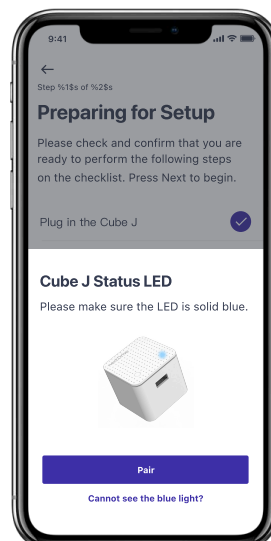 9:41
Step %1$s of %2$s
Preparing for Setup
Please check and confirm that you are
ready to perform the following steps
on the checklist. Press Next to begin.
Plug in the Cube J
Cube J Status LED
Please make sure the LED is solid blue.
Pair
Cannot see the blue light?